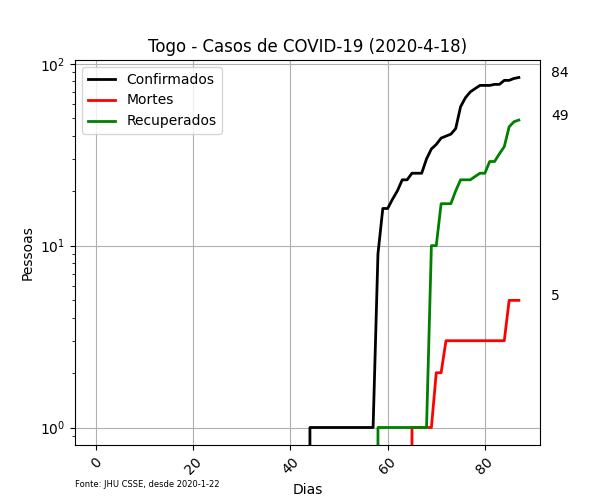 Togo - Casos de COVID-19 (2020-4-18)
Confirmados
Mortes
Recuperados
84
49
5
10²
10¹
10⁰
Pessoas
0
20
40
60
80
Dias
Fonte: JHU CSSE, desde 2020-1-22